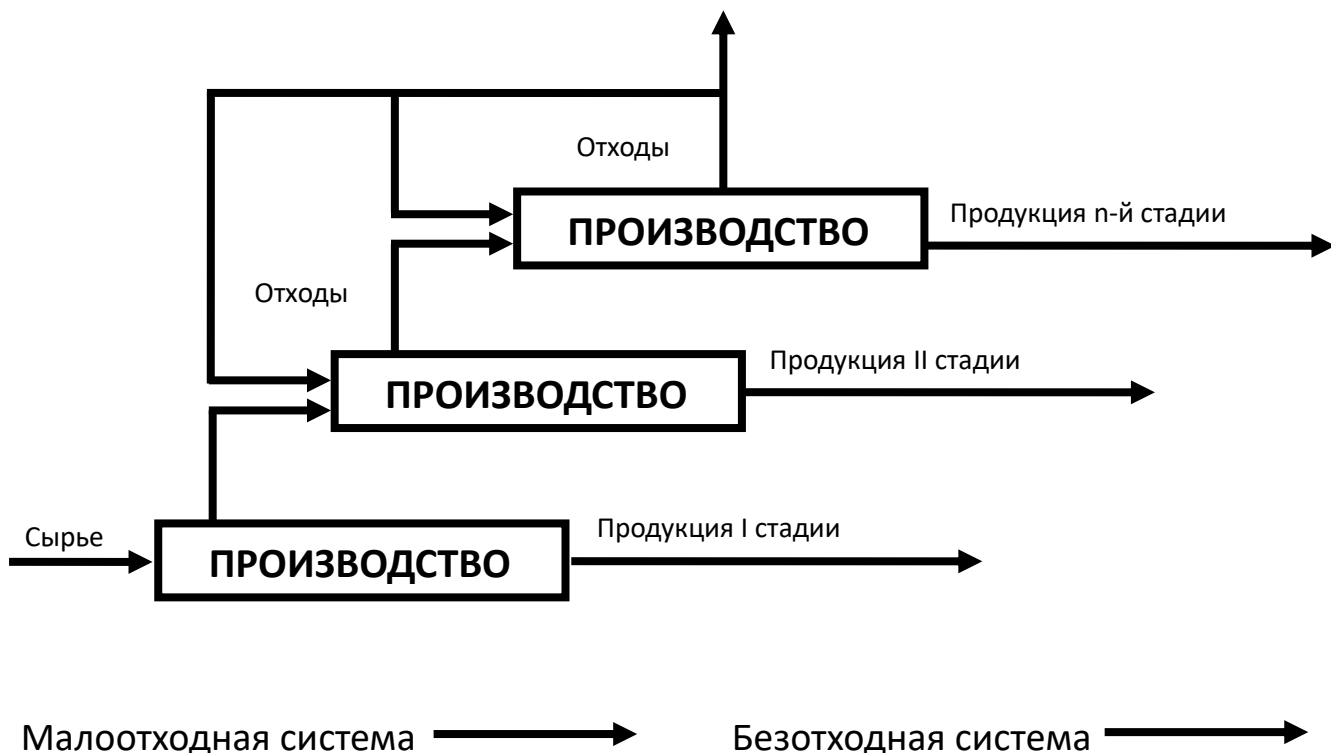 Отходы
ПРОИЗВОДСТВО
Продукция n-й стадии
Отходы
ПРОИЗВОДСТВО
Продукция II стадии
Сырье
ПРОИЗВОДСТВО
Продукция I стадии
Малоотходная система
Безотходная система